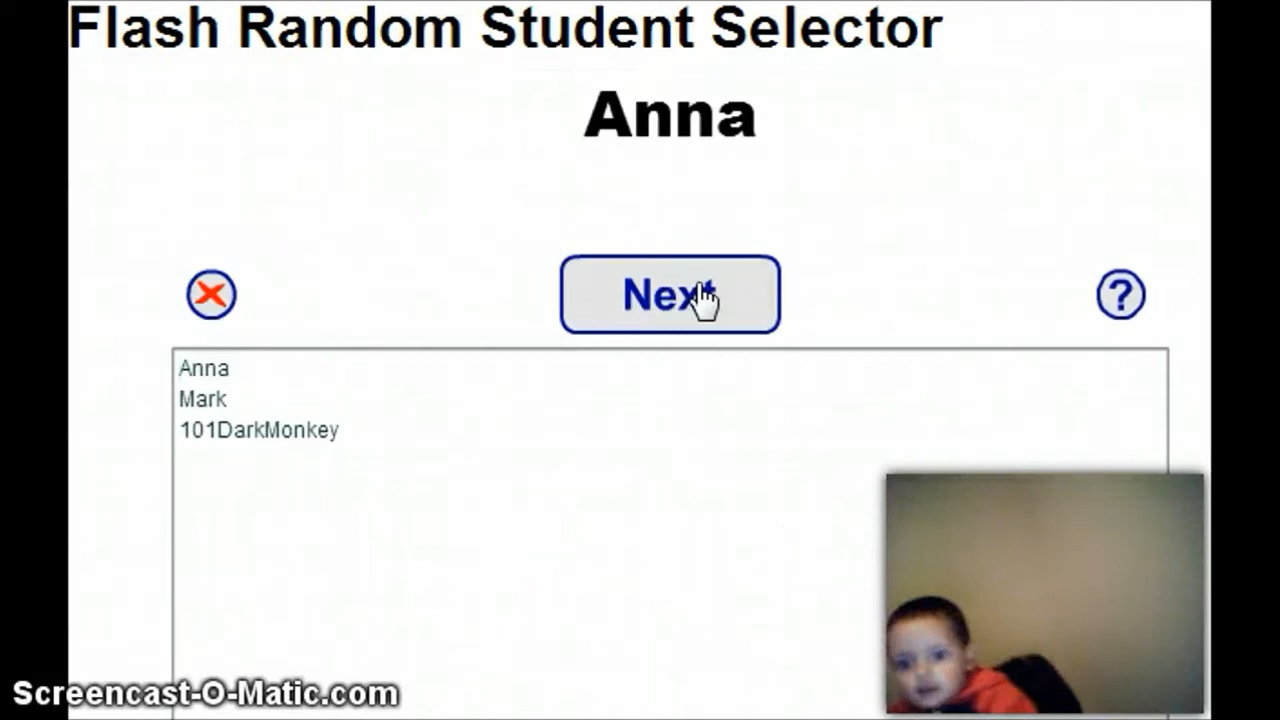 Flash Random Student Selector
Anna
Next
?
Anna
Mark
101DarkMonkey
Screencast-O-Matic.com